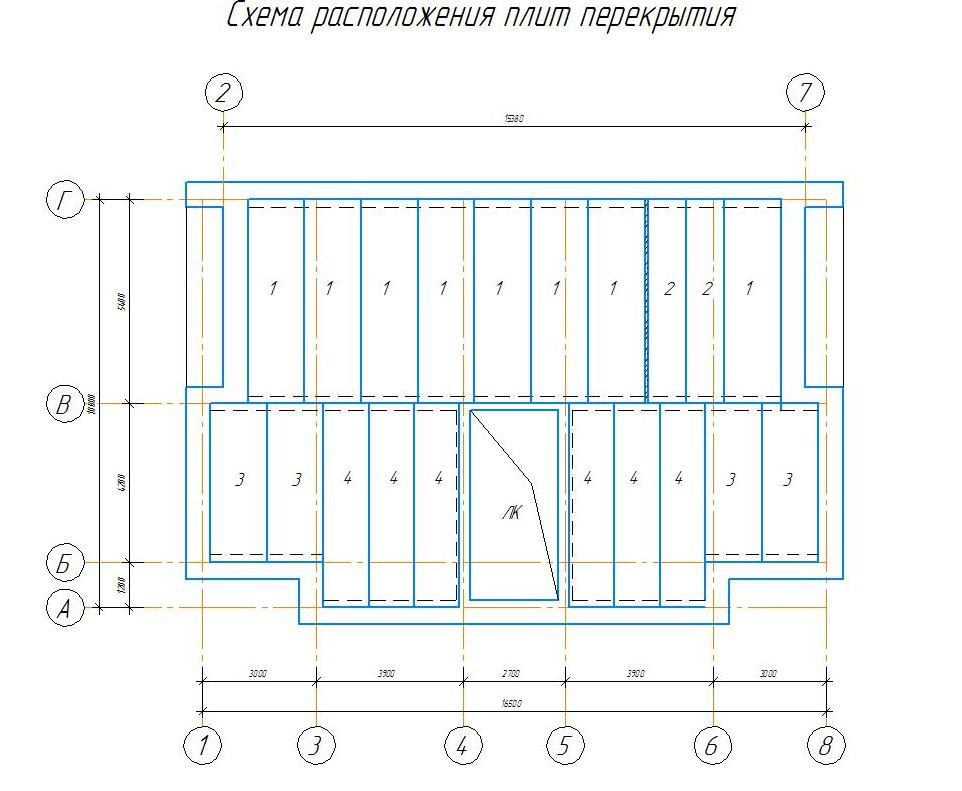 Схема расположения плит перекрытия
2 7
15380
Г
1 1 1 1 1 1 1 2 2 1
5400
В
10800
3 3 4 4 4 4 4 4 3 3
4200
ЛК
Б
1200
А
3000 3900 2700 3900 3000
16500
1 3 4 5 6 8